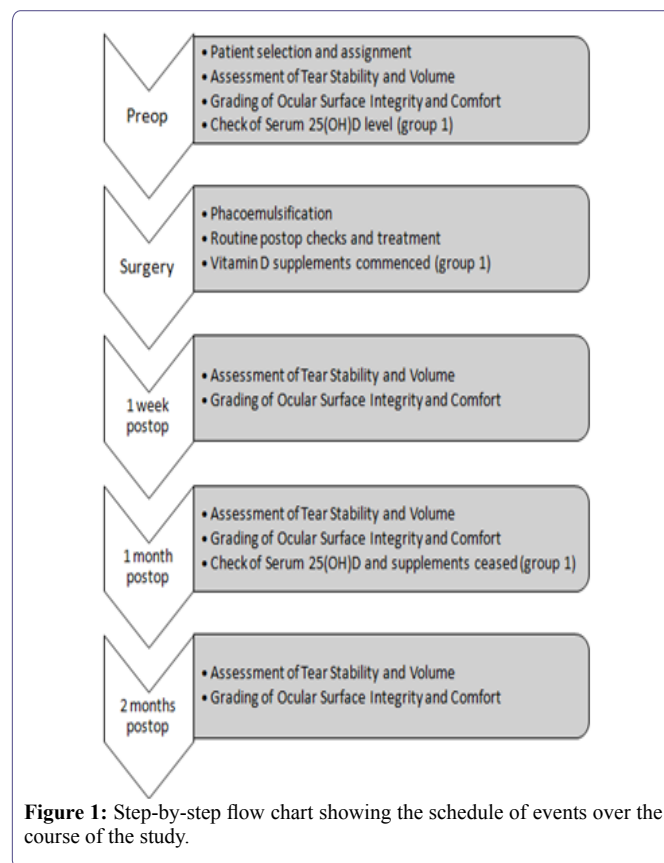 Preop
• Patient selection and assignment
• Assessment of Tear Stability and Volume
• Grading of Ocular Surface Integrity and Comfort
• Check of Serum 25(OH)D level (group 1)
Surgery
• Phacoemulsification
• Routine postop checks and treatment
• Vitamin D supplements commenced (group 1)
1 week
postop
• Assessment of Tear Stability and Volume
• Grading of Ocular Surface Integrity and Comfort
1 month
postop
• Assessment of Tear Stability and Volume
• Grading of Ocular Surface Integrity and Comfort
• Check of Serum 25(OH)D and supplements ceased (group 1)
2 months
postop
• Assessment of Tear Stability and Volume
• Grading of Ocular Surface Integrity and Comfort
Figure 1: Step-by-step flow chart showing the schedule of events over the
course of the study.